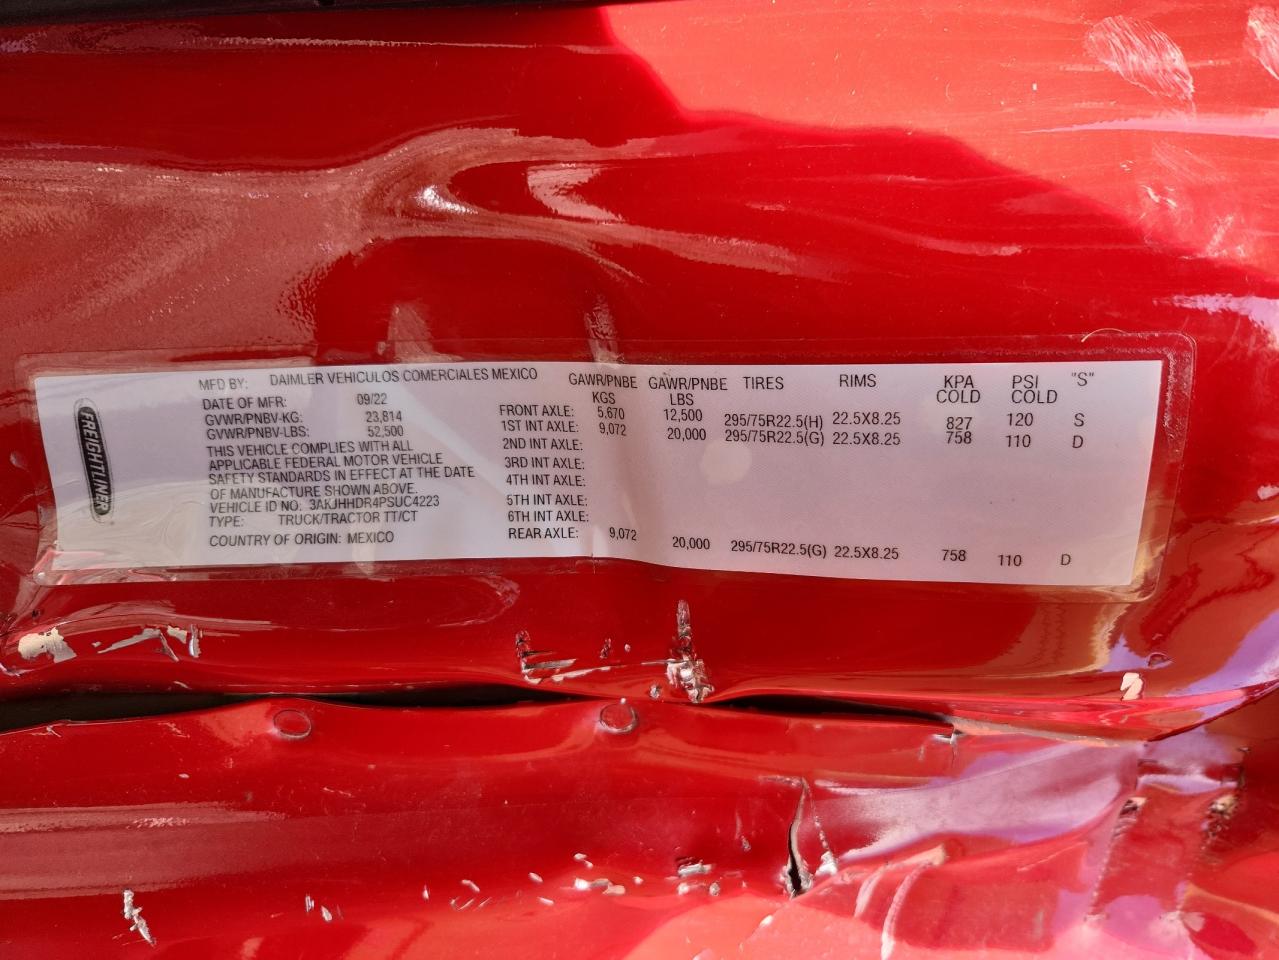 FREIGHTLINER
MFD BY: DAIMLER VEHICULOS COMERCIALES MEXICO
DATE OF MFR: 09/22
GVWR/PNBV-KG: 23,814
GVWR/PNBV-LBS: 52,500
THIS VEHICLE COMPLIES WITH ALL
APPLICABLE FEDERAL MOTOR VEHICLE
SAFETY STANDARDS IN EFFECT AT THE DATE
OF MANUFACTURE SHOWN ABOVE.
VEHICLE ID NO: 3AKJHHDR4PSUC4223
TYPE: TRUCK/TRACTOR TT/CT
COUNTRY OF ORIGIN: MEXICO
GAWR/PNBE GAWR/PNBE TIRES RIMS KPA PSI "S"
KGS LBS COLD COLD
FRONT AXLE: 5,670 12,500 295/75R22.5(H) 22.5X8.25 827 120 S
1ST INT AXLE: 9,072 20,000 295/75R22.5(G) 22.5X8.25 758 110 D
2ND INT AXLE:
3RD INT AXLE:
4TH INT AXLE:
5TH INT AXLE:
6TH INT AXLE:
REAR AXLE: 9,072 20,000 295/75R22.5(G) 22.5X8.25 758 110 D